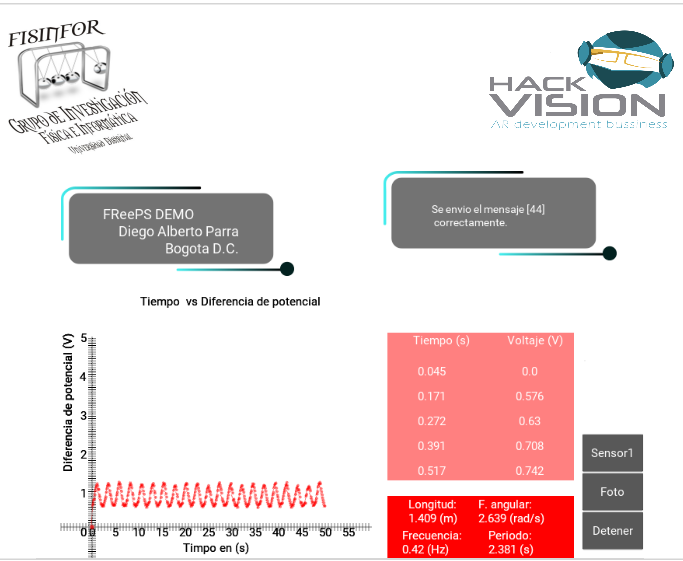 FISINFOR
GRUPO DE INVESTIGACIÓN
FÍSICA E INFORMÁTICA
Universidad Distrital
HACK
VISION
AR development bussiness
FReePS DEMO
Diego Alberto Parra
Bogota D.C.
Se envio el mensaje [44]
correctamente.
Tiempo vs Diferencia de potencial
Diferencia de potencial (V)
5
4
3
2
1
0
0 5 10 15 20 25 30 35 40 45 50 55
Timpo en (s)
Tiempo (s) Voltaje (V)
0.045 0.0
0.171 0.576
0.272 0.63
0.391 0.708
0.517 0.742
Longitud: F. angular:
1.409 (m) 2.639 (rad/s)
Frecuencia: Periodo:
0.42 (Hz) 2.381 (s)
Sensor1
Foto
Detener